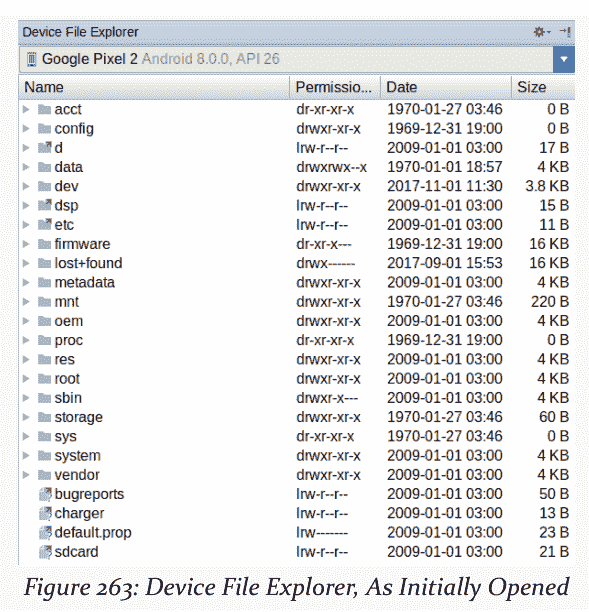 Device File Explorer
Google Pixel 2 Android 8.0.0, API 26
Name Permissio... Date Size
acct dr-xr-xr-x 1970-01-27 03:46 0 B
config drwxr-xr-x 1969-12-31 19:00 0 B
d lrw-r--r-- 2009-01-01 03:00 17 B
data drwxrwx--x 1970-01-01 18:57 4 KB
dev drwxr-xr-x 2017-11-01 11:30 3.8 KB
dsp lrw-r--r-- 2009-01-01 03:00 15 B
etc lrw-r--r-- 2009-01-01 03:00 11 B
firmware dr-xr-x--- 1969-12-31 19:00 16 KB
lost+found drwx------ 2017-09-01 15:53 16 KB
metadata drwxr-xr-x 2009-01-01 03:00 4 KB
mnt drwxr-xr-x 1970-01-27 03:46 220 B
oem drwxr-xr-x 2009-01-01 03:00 4 KB
proc dr-xr-xr-x 1969-12-31 19:00 0 B
res drwxr-xr-x 2009-01-01 03:00 4 KB
root drwxr-xr-x 2009-01-01 03:00 4 KB
sbin drwxr-x--- 2009-01-01 03:00 4 KB
storage drwxr-xr-x 1970-01-27 03:46 60 B
sys dr-xr-xr-x 1970-01-27 03:46 0 B
system drwxr-xr-x 2009-01-01 03:00 4 KB
vendor drwxr-xr-x 2009-01-01 03:00 4 KB
bugreports lrw-r--r-- 2009-01-01 03:00 50 B
charger lrw-r--r-- 2009-01-01 03:00 13 B
default.prop lrw------- 2009-01-01 03:00 23 B
sdcard lrw-r--r-- 2009-01-01 03:00 21 B
Figure 263: Device File Explorer, As Initially Opened